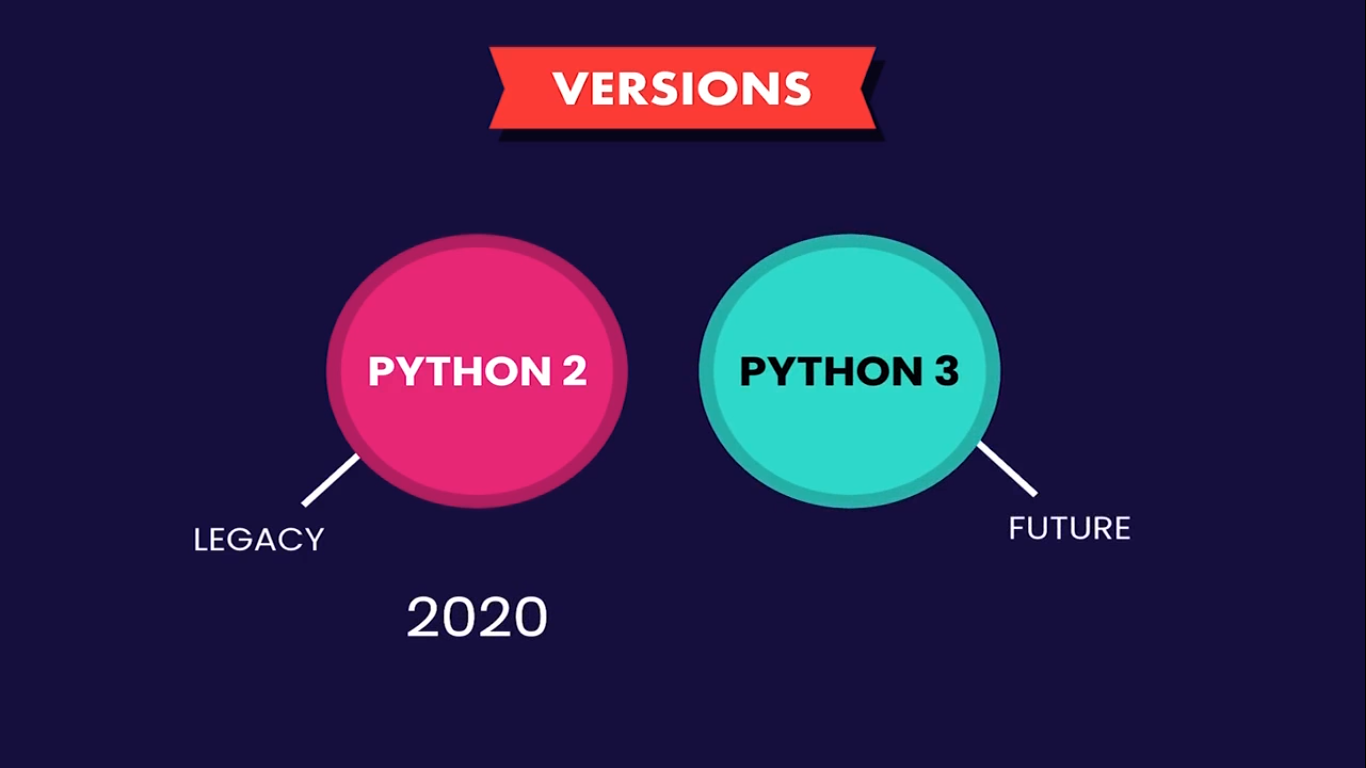 VERSIONS
PYTHON 2
PYTHON 3
LEGACY
FUTURE
2020